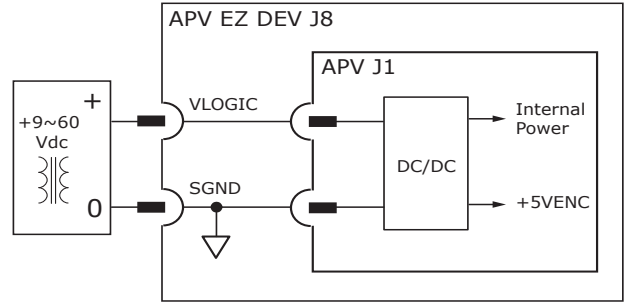 APV EZ DEV J8
APV J1
+
+9~60
Vdc
0
VLOGIC
SGND
DC/DC
Internal
Power
+5VENC